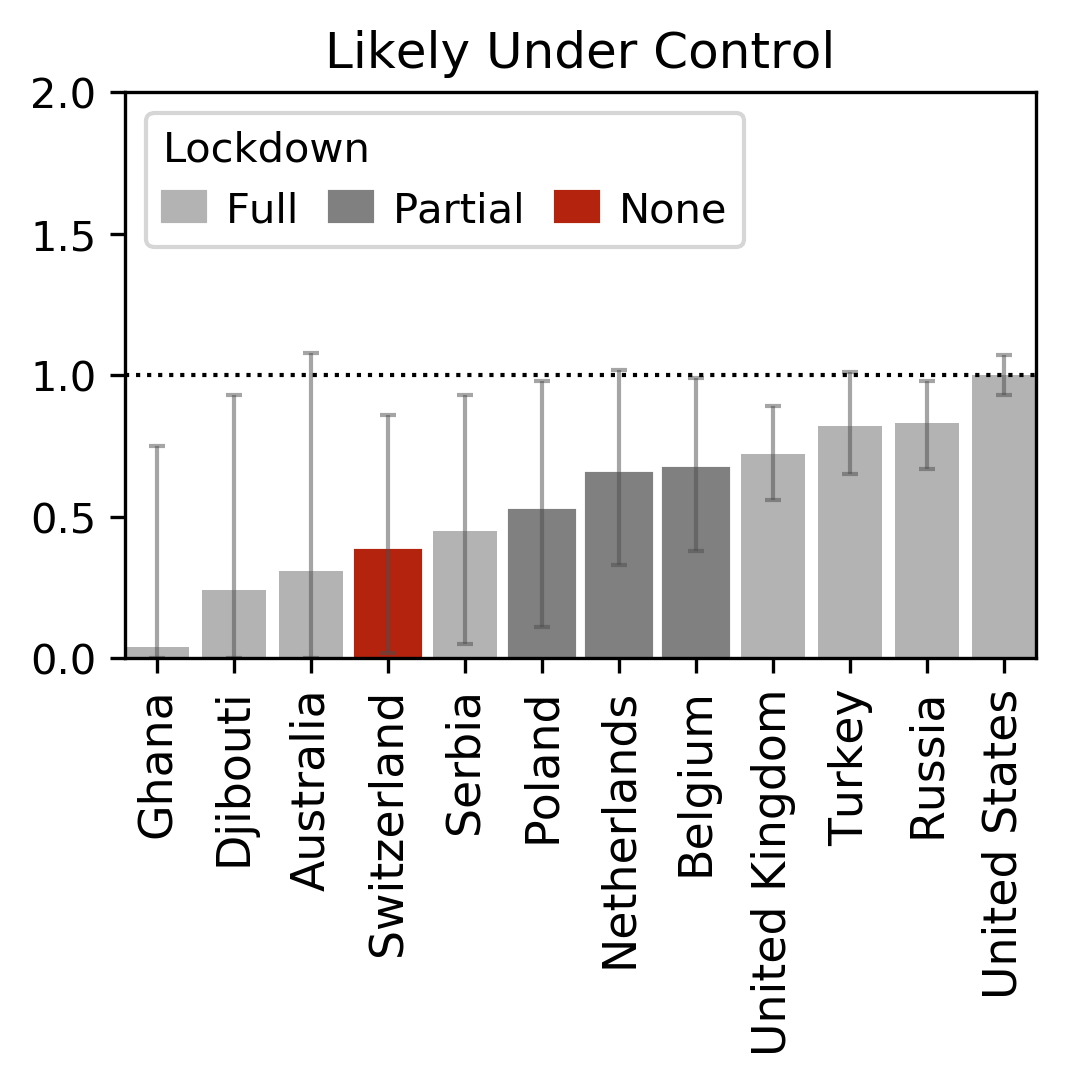 Likely Under Control
2.0
Lockdown
Full Partial None
1.5
1.0
0.5
0.0
Ghana
Djibouti
Australia
Switzerland
Serbia
Poland
Netherlands
Belgium
United Kingdom
Turkey
Russia
United States